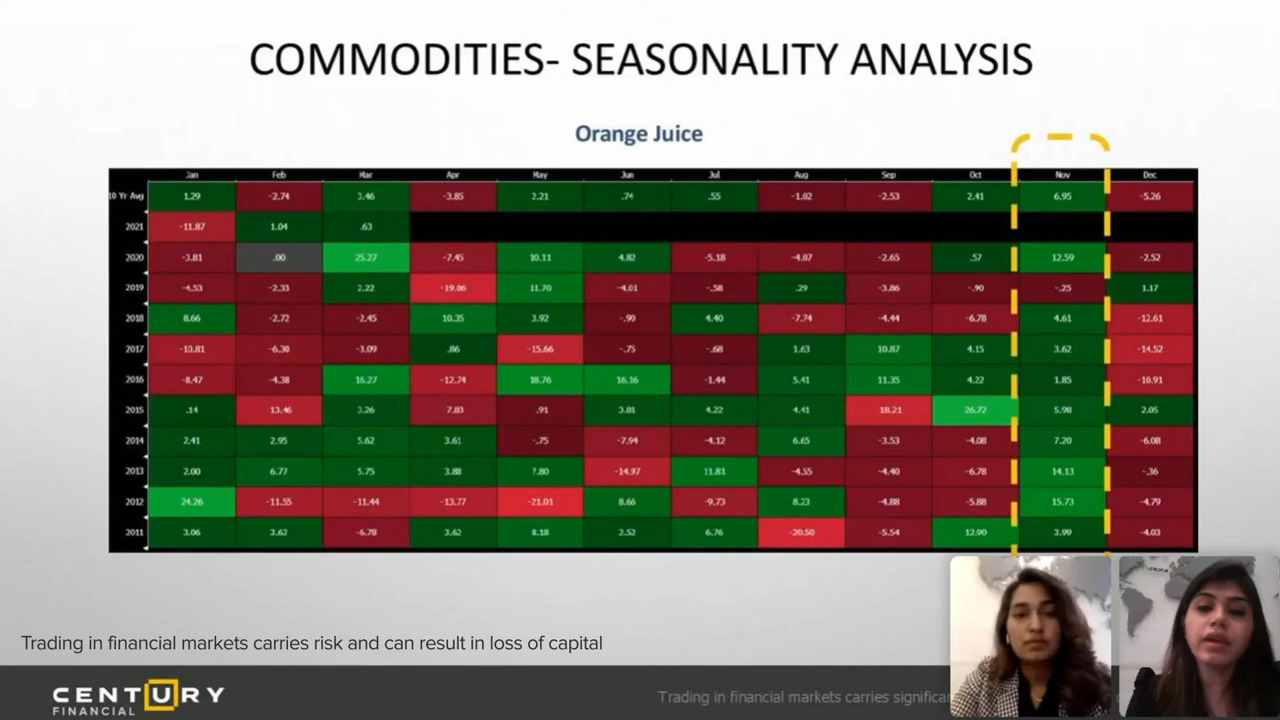 COMMODITIES- SEASONALITY ANALYSIS
Orange Juice
Jan Feb Mar Apr May Jun Jul Aug Sep Oct Nov Dec
10 Yr Avg 1.29 -2.74 3.46 -3.85 2.21 .74 .55 -1.02 -2.53 2.41 6.95 -5.26
2021 -11.87 1.04 .63
2020 -3.81 .00 25.27 -7.45 10.11 4.82 -5.18 -4.07 -2.65 .57 12.59 -2.52
2019 -4.53 -2.33 2.22 -19.06 11.70 -4.01 -.58 .29 -3.86 -.90 -.25 1.17
2018 8.66 -2.72 -2.45 10.35 3.92 -.90 4.40 -7.74 -4.44 -6.78 4.61 -12.61
2017 -10.81 -6.30 -3.09 .86 -15.66 -.75 -.68 1.63 10.87 4.15 3.62 -14.52
2016 -8.47 -4.38 16.27 -12.74 18.76 16.16 -1.44 5.41 11.35 4.22 1.85 -10.91
2015 .14 13.46 3.26 7.83 .91 3.81 4.22 4.41 18.21 26.72 5.98 2.05
2014 2.41 2.95 5.62 3.61 -.75 -7.94 -4.12 6.65 -3.53 -4.08 7.20 -6.08
2013 2.00 6.77 5.75 3.88 7.80 -14.97 11.81 -4.55 -4.40 -6.78 14.13 -.36
2012 24.26 -11.55 -11.44 -13.77 -21.01 8.66 -9.73 8.23 -4.88 -5.88 15.73 -4.79
2011 3.06 3.62 -6.78 3.62 8.18 2.52 6.76 -20.50 -5.54 12.90 3.99 -4.03
LONDON
Trading in financial markets carries risk and can result in loss of capital
CENTURY
FINANCIAL
Trading in financial markets carries significan